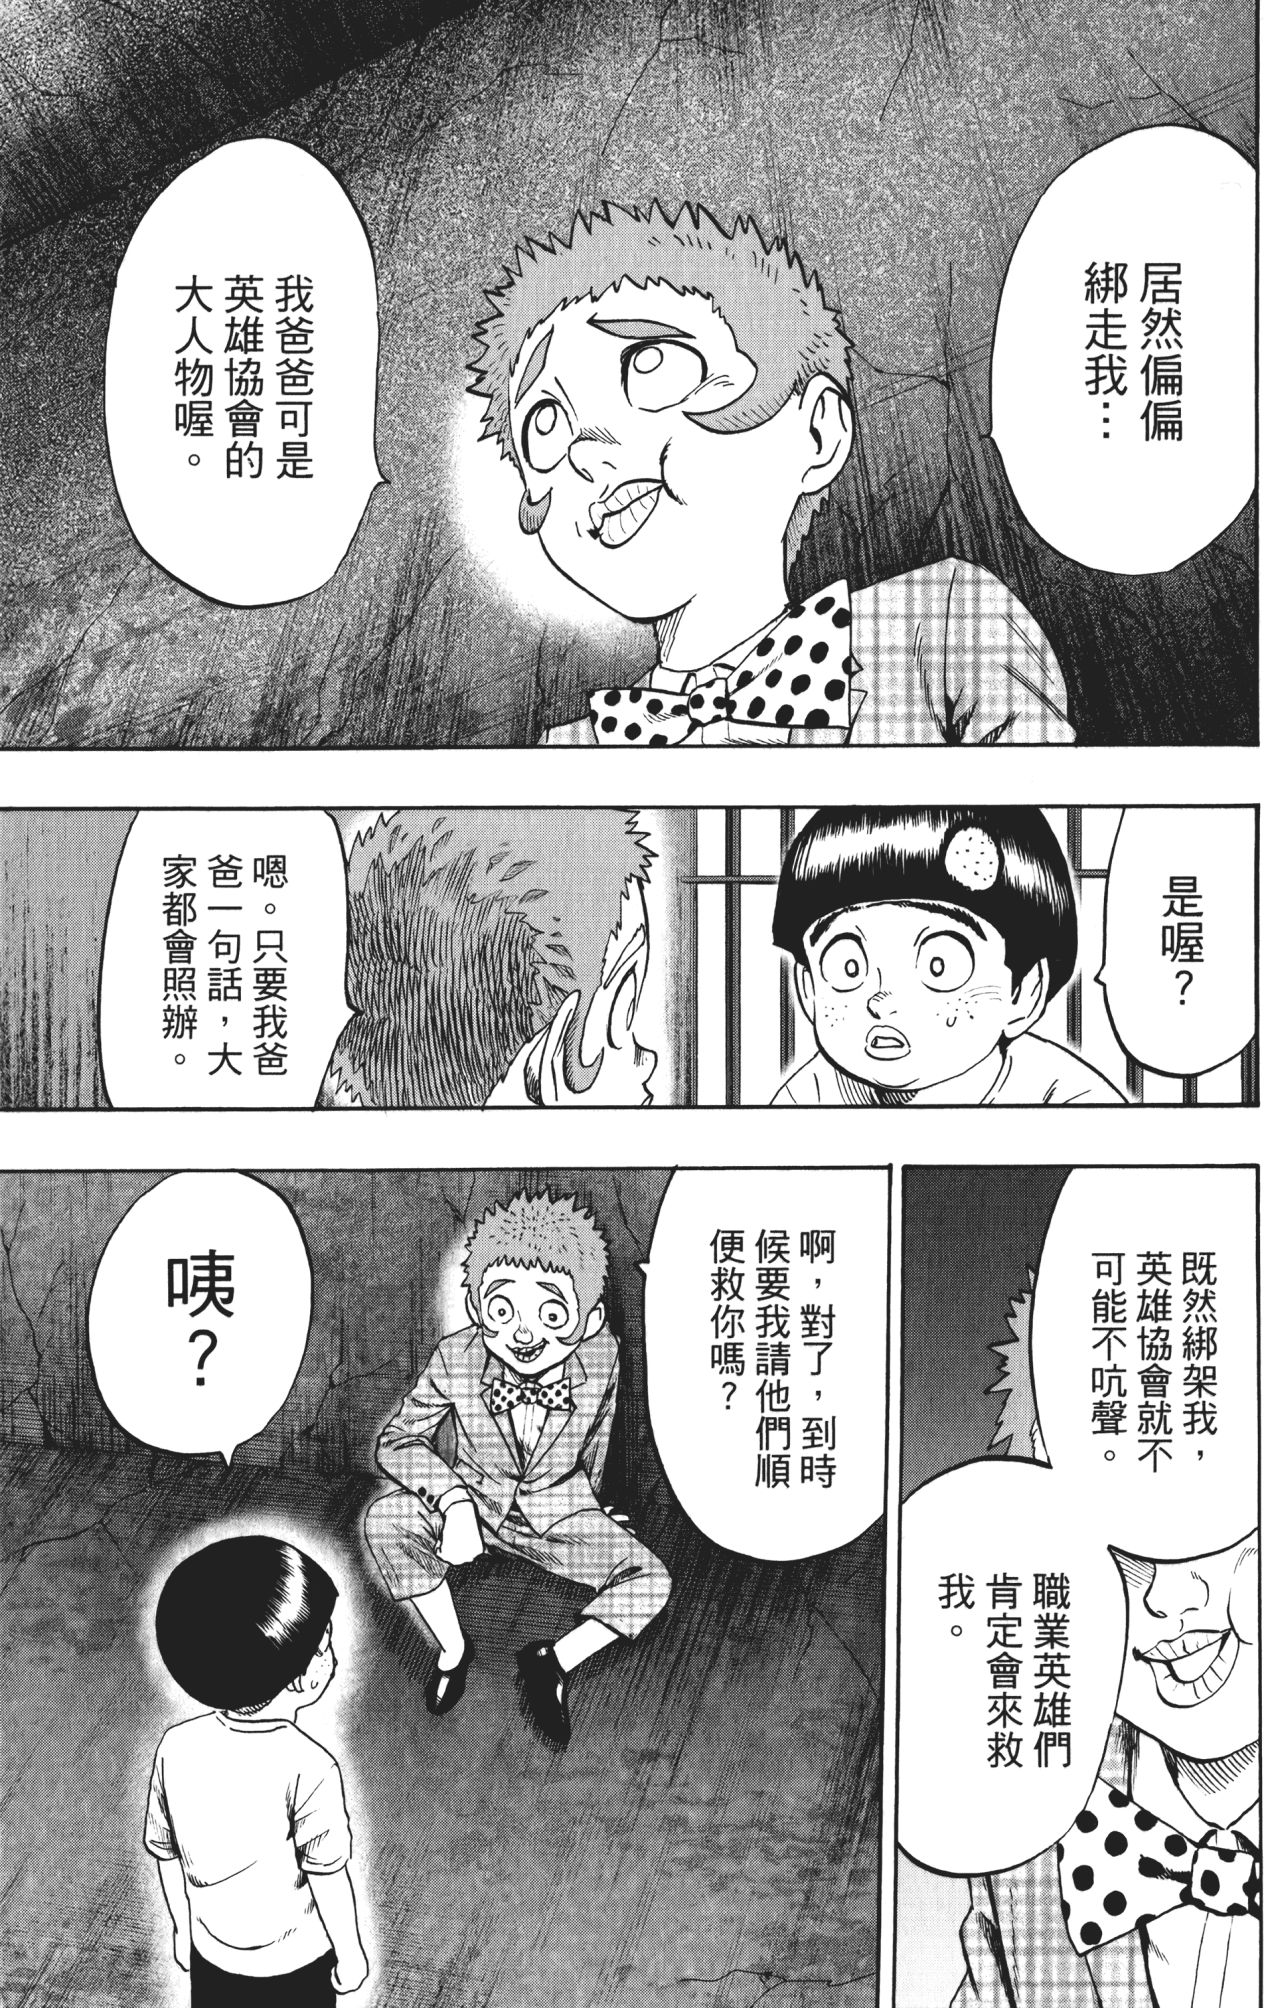 居然偏偏
綁走我…
我爸爸可是
英雄協會的
大人物喔。
是喔？
嗯。只要我爸
爸一句話，大
家都會照辦。
既然綁架我，
英雄協會就不
可能不吭聲。
職業英雄們
肯定會來救
我。
啊，對了，到時
候要我請他們順
便救你嗎？
咦？